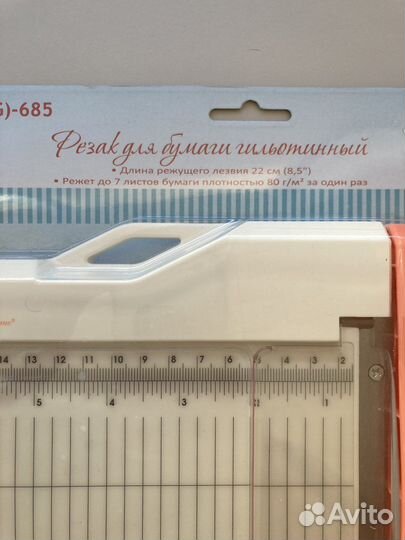 G)-685
Резак для бумаги гильотинный
• Длина режущего лезвия 22 см (8,5")
• Режет до 7 листов бумаги плотностью 80 г/м² за один раз
14 13 12 11 10 9 8 7 6 5 4 3 2
5 4 3 2 1
Avito